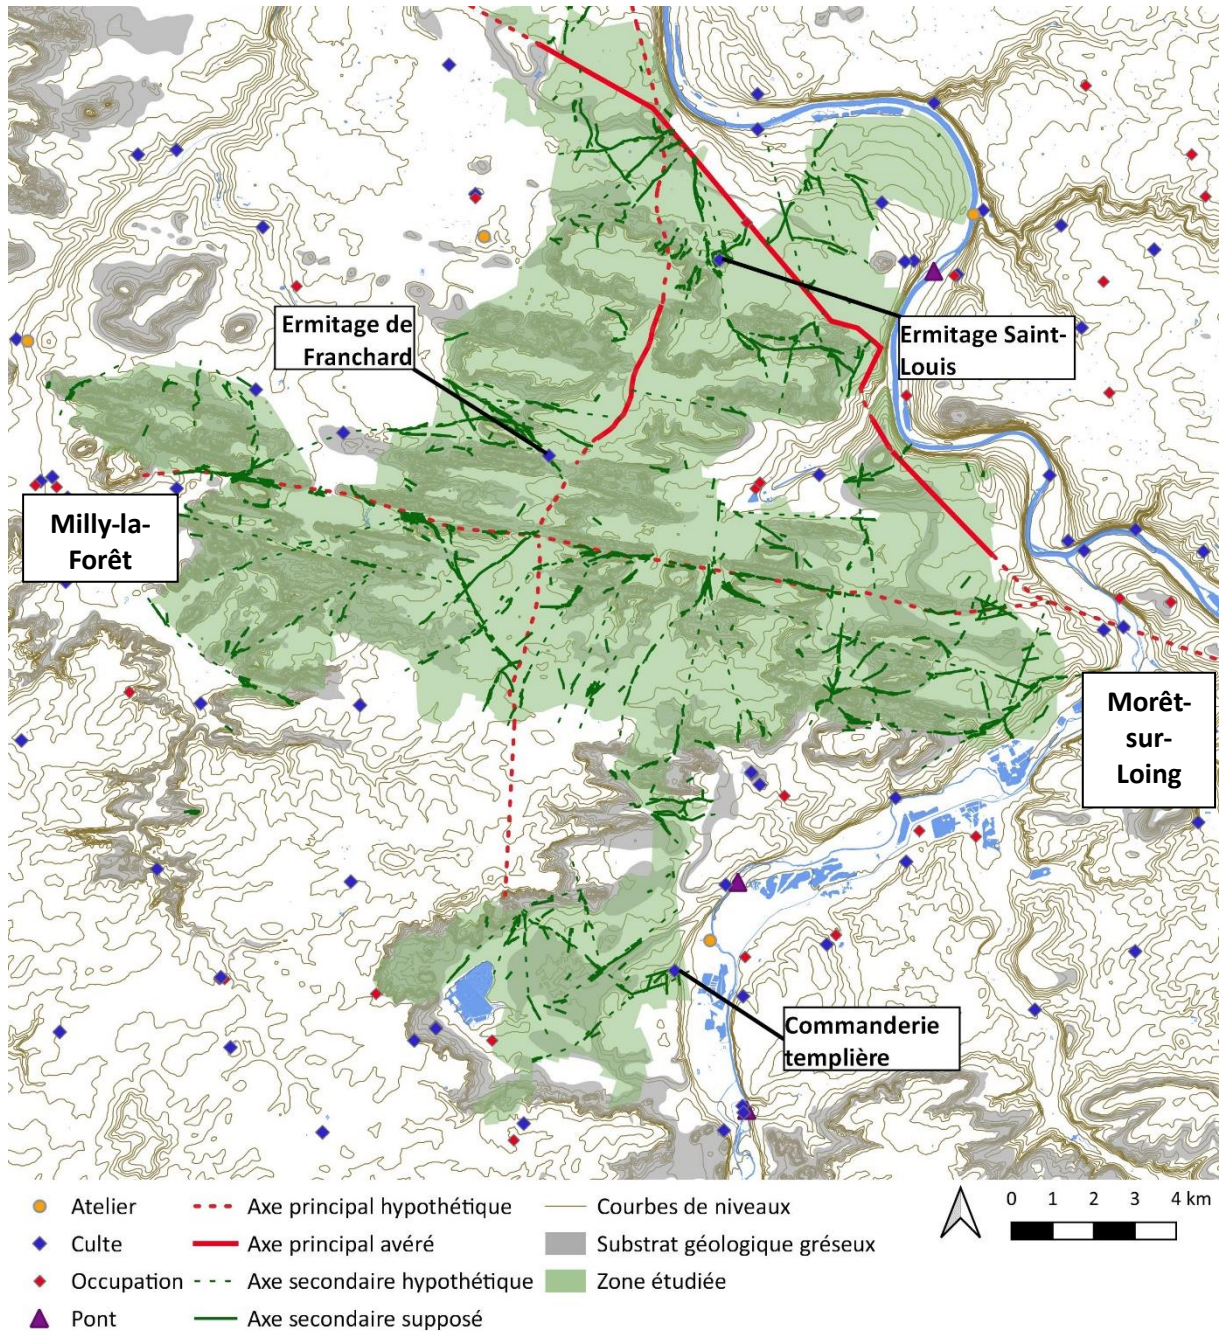 Ermitage de
Franchard
Ermitage Saint-
Louis
Milly-la-
Forêt
Morêt-
sur-
Loing
Commanderie
templière
Atelier
Culte
Occupation
Pont
Axe principal hypothétique
Axe principal avéré
Axe secondaire hypothétique
Axe secondaire supposé
Courbes de niveaux
Substrat géologique gréseux
Zone étudiée
0 1 2 3 4 km